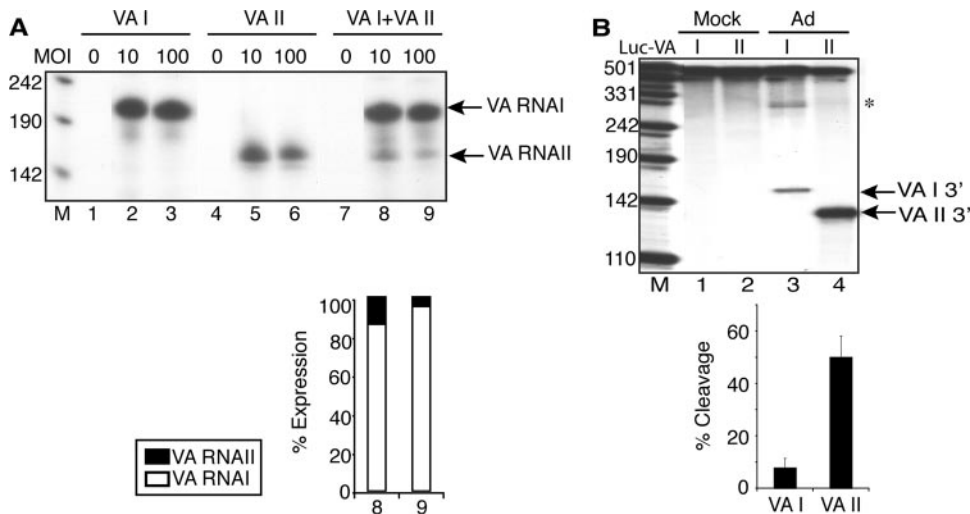 A
VA I VA II VA I+VA II
MOI 0 10 100 0 10 100 0 10 100
242
190
142
VA RNAI
VA RNAII
M 1 2 3 4 5 6 7 8 9
% Expression
100
80
60
40
20
0
8 9
VA RNAII
VA RNAI
B
Mock Ad
Luc-VA I II I II
501
331
242
190
142
110
*
VA I 3'
VA II 3'
M 1 2 3 4
% Cleavage
60
40
20
0
VA I VA II